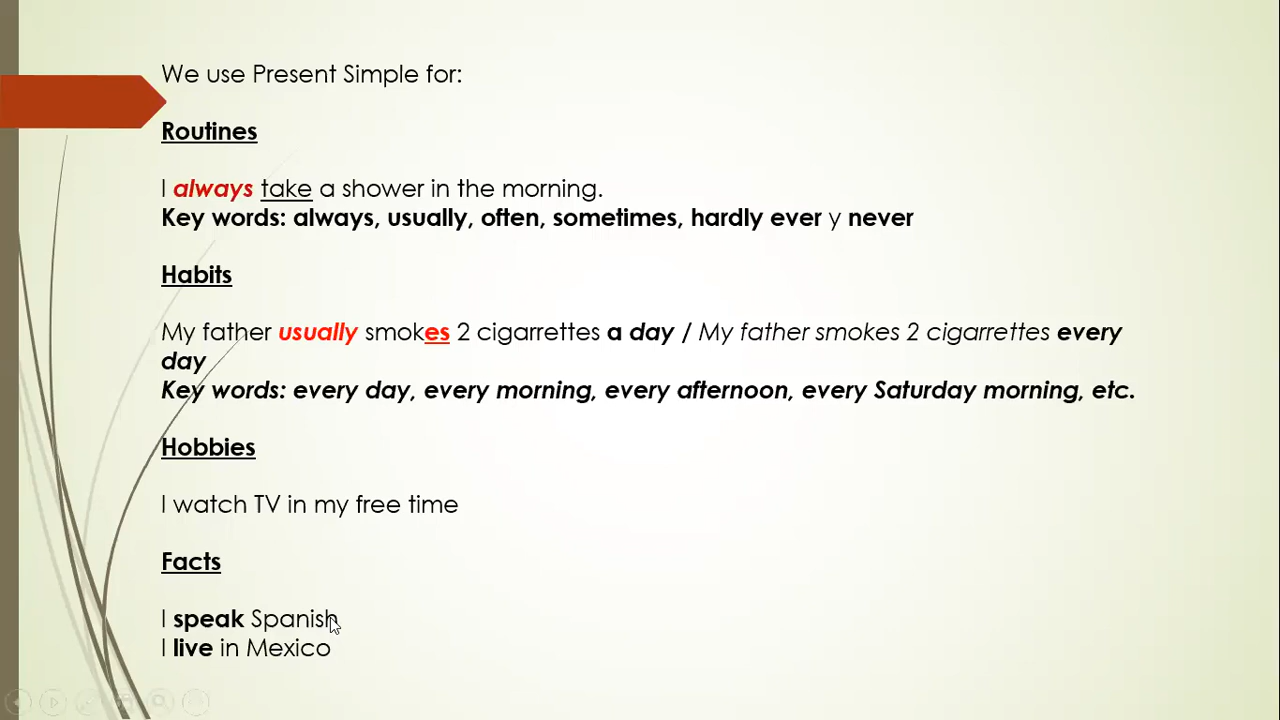 We use Present Simple for:
Routines
I always take a shower in the morning.
Key words: always, usually, often, sometimes, hardly ever y never
Habits
My father usually smokes 2 cigarrettes a day / My father smokes 2 cigarrettes every
day
Key words: every day, every morning, every afternoon, every Saturday morning, etc.
Hobbies
I watch TV in my free time
Facts
I speak Spanish
I live in Mexico